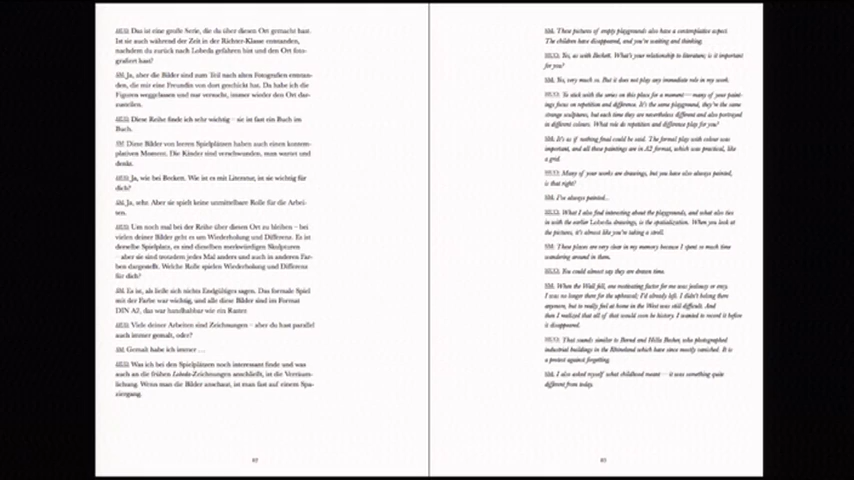 HUO: Das ist eine große Serie, die du über diesen Ort gemacht hast.
Ist sie auch während der Zeit in der Richter-Klasse entstanden,
nachdem du zurück nach Lobeda gefahren bist und den Ort foto-
grafiert hast?
Ja, aber die Bilder sind zum Teil nach alten Fotografien entstan-
den, die mir eine Freundin von dort geschickt hat. Da habe ich die
Figuren weggelassen und nur versucht, immer wieder den Ort dar-
zustellen.
HUO: Diese Reihe finde ich sehr wichtig – sie ist fast ein Buch im
Buch.
Diese Bilder von leeren Spielplätzen haben auch einen kontem-
plativen Moment. Die Kinder sind verschwunden, man wartet und
denkt.
HUO: Ja, wie bei Beckett. Wie ist es mit Literatur, ist sie wichtig für
dich?
Ja, sehr. Aber sie spielt keine unmittelbare Rolle für die Arbei-
ten.
HUO: Um noch mal bei der Reihe über diesen Ort zu bleiben – bei
vielen deiner Bilder geht es um Wiederholung und Differenz. Es ist
derselbe Spielplatz, es sind dieselben merkwürdigen Skulpturen
– aber sie sind trotzdem jedes Mal anders und auch in anderen Far-
ben dargestellt. Welche Rolle spielen Wiederholung und Differenz
für dich?
Es ist, als ließe sich nichts Endgültiges sagen. Das formale Spiel
mit der Farbe war wichtig, und alle diese Bilder sind im Format
DIN A2, das war handhabbar wie ein Raster.
HUO: Viele deiner Arbeiten sind Zeichnungen – aber du hast parallel
auch immer gemalt, oder?
Gemalt habe ich immer ...
HUO: Was ich bei den Spielplätzen noch interessant finde und was
auch an die frühen Lobeda-Zeichnungen anschließt, ist die Verräum-
lichung. Wenn man die Bilder anschaut, ist man fast auf einem Spa-
ziergang.
These pictures of empty playgrounds also have a contemplative aspect.
The children have disappeared, and you're waiting and thinking.
HUO: Yes, as with Beckett. What's your relationship to literature; is it important
for you?
Yes, very much so. But it does not play any immediate role in my work.
HUO: To stick with the series on this place for a moment — many of your paint-
ings focus on repetition and difference. It's the same playground, they're the same
strange sculptures, but each time they are nevertheless different and also portrayed
in different colours. What role do repetition and difference play for you?
It's as if nothing final could be said. The formal play with colour was
important, and all these paintings are in A2 format, which was practical, like
a grid.
HUO: Many of your works are drawings, but you have also always painted,
is that right?
I've always painted...
HUO: What I also find interesting about the playgrounds, and what also ties
in with the earlier Lobeda drawings, is the spatialization. When you look at
the pictures, it's almost like you're taking a stroll.
These places are very clear in my memory because I spent so much time
wandering around in them.
HUO: You could almost say they are drawn time.
When the Wall fell, one motivating factor for me was jealousy or envy.
I was no longer there for the upheaval; I'd already left. I didn't belong there
anymore, but to really feel at home in the West was still difficult. And
then I realized that all of that would soon be history. I wanted to record it before
it disappeared.
HUO: That sounds similar to Bernd and Hilla Becher, who photographed
industrial buildings in the Rhineland which have since mostly vanished. It is
a protest against forgetting.
I also asked myself what childhood meant — it was something quite
different from today.